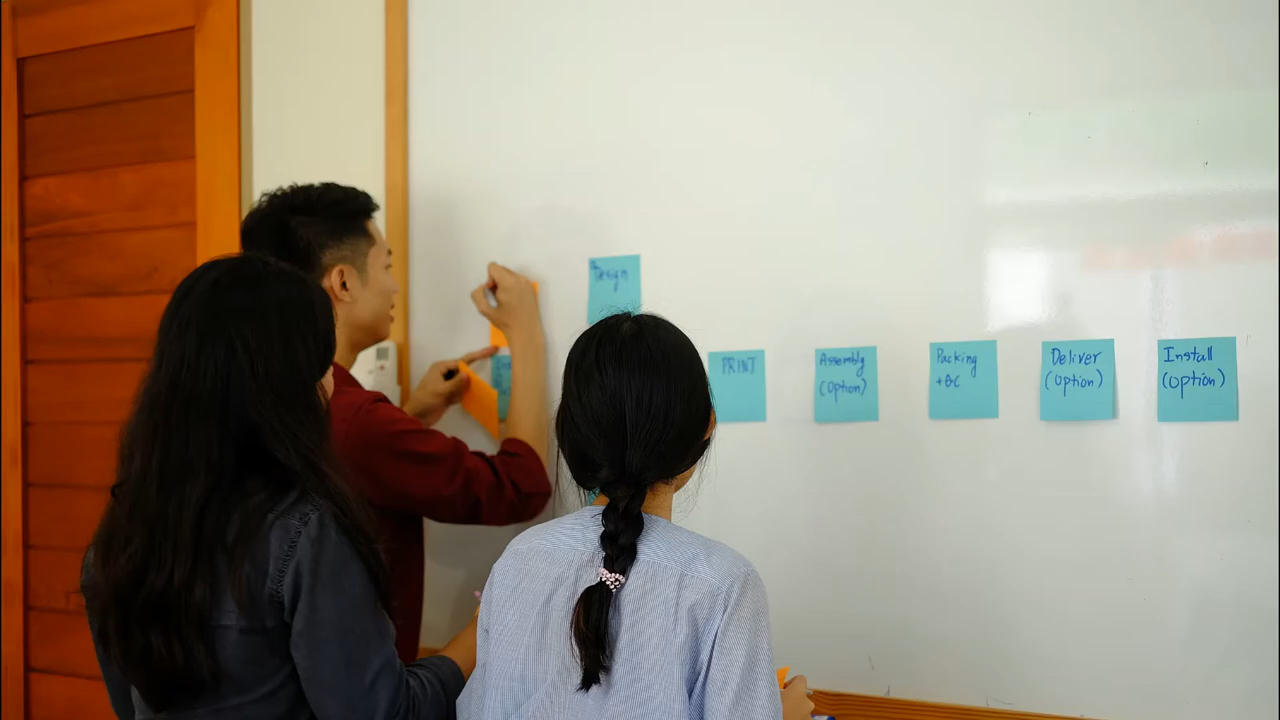 Design
PRINT
Assembly
(Option)
Packing
+QC
Deliver
(Option)
Install
(Option)